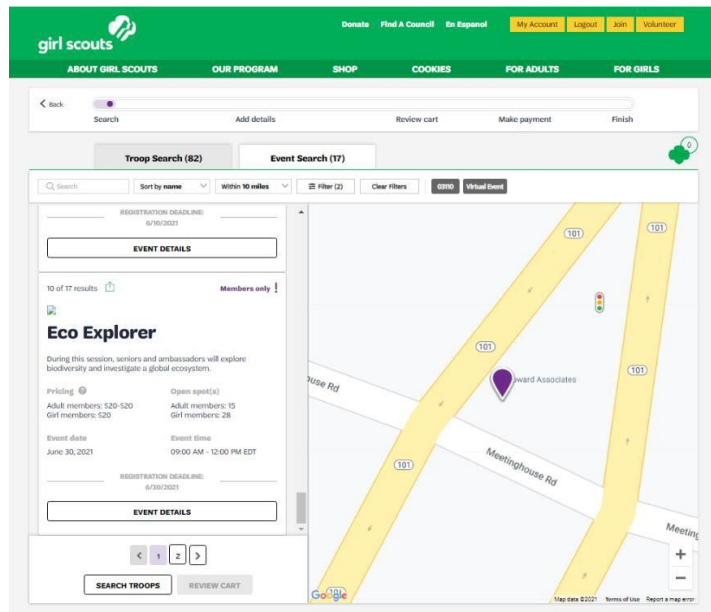 girl scouts
Donate Find A Council En Espanol My Account Logout Join Volunteer
ABOUT GIRL SCOUTS OUR PROGRAM SHOP COOKIES FOR ADULTS FOR GIRLS
Back
Search Add details Review cart Make payment Finish
Troop Search (82) Event Search (17)
0
Search Sort by name Within 10 miles Filter (2) Clear Filters 03110 Virtual Event
REGISTRATION DEADLINE:
6/10/2021
EVENT DETAILS
10 of 17 results Members only !
Eco Explorer
During this session, seniors and ambassadors will explore
biodiversity and investigate a global ecosystem.
Pricing Open spot(s)
Adult members: $20-$20 Adult members: 15
Girl members: $20 Girl members: 28
Event date Event time
June 30, 2021 09:00 AM - 12:00 PM EDT
REGISTRATION DEADLINE:
6/30/2021
EVENT DETAILS
< 1 2 >
SEARCH TROOPS REVIEW CART
101
101
101
ward Associates
101
ouse Rd
Meetinghouse Rd
101
Meeting
101
+
−
Google
Map data ©2021 Terms of Use Report a map error